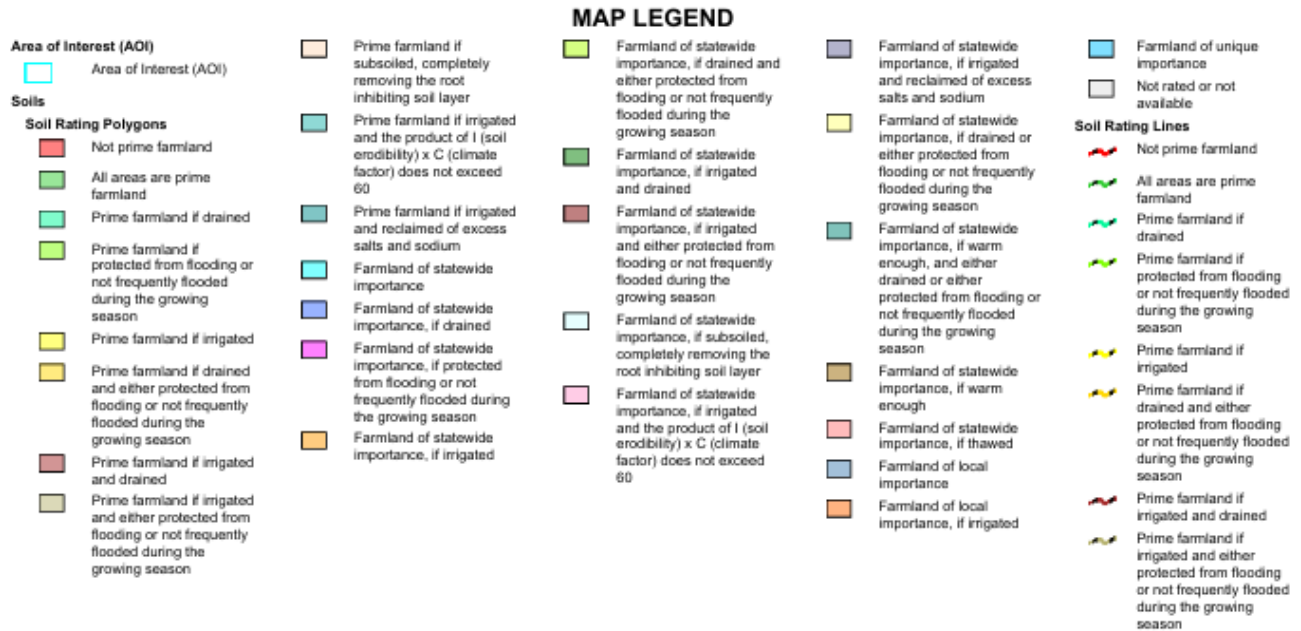 MAP LEGEND
Area of Interest (AOI)
Area of Interest (AOI)
Soils
Soil Rating Polygons
Not prime farmland
All areas are prime
farmland
Prime farmland if drained
Prime farmland if
protected from flooding or
not frequently flooded
during the growing
season
Prime farmland if irrigated
Prime farmland if drained
and either protected from
flooding or not frequently
flooded during the
growing season
Prime farmland if irrigated
and drained
Prime farmland if irrigated
and either protected from
flooding or not frequently
flooded during the
growing season
Prime farmland if
subsoiled, completely
removing the root
inhibiting soil layer
Prime farmland if irrigated
and the product of I (soil
erodibility) x C (climate
factor) does not exceed
60
Prime farmland if irrigated
and reclaimed of excess
salts and sodium
Farmland of statewide
importance
Farmland of statewide
importance, if drained
Farmland of statewide
importance, if protected
from flooding or not
frequently flooded during
the growing season
Farmland of statewide
importance, if irrigated
Farmland of statewide
importance, if drained and
either protected from
flooding or not frequently
flooded during the
growing season
Farmland of statewide
importance, if irrigated
and drained
Farmland of statewide
importance, if irrigated
and either protected from
flooding or not frequently
flooded during the
growing season
Farmland of statewide
importance, if subsoiled,
completely removing the
root inhibiting soil layer
Farmland of statewide
importance, if irrigated
and the product of I (soil
erodibility) x C (climate
factor) does not exceed
60
Farmland of statewide
importance, if irrigated
and reclaimed of excess
salts and sodium
Farmland of statewide
importance, if drained or
either protected from
flooding or not frequently
flooded during the
growing season
Farmland of statewide
importance, if warm
enough, and either
drained or either
protected from flooding or
not frequently flooded
during the growing
season
Farmland of statewide
importance, if warm
enough
Farmland of statewide
importance, if thawed
Farmland of local
importance
Farmland of local
importance, if irrigated
Farmland of unique
importance
Not rated or not
available
Soil Rating Lines
Not prime farmland
All areas are prime
farmland
Prime farmland if
drained
Prime farmland if
protected from flooding
or not frequently flooded
during the growing
season
Prime farmland if
irrigated
Prime farmland if
drained and either
protected from flooding
or not frequently flooded
during the growing
season
Prime farmland if
irrigated and drained
Prime farmland if
irrigated and either
protected from flooding
or not frequently flooded
during the growing
season